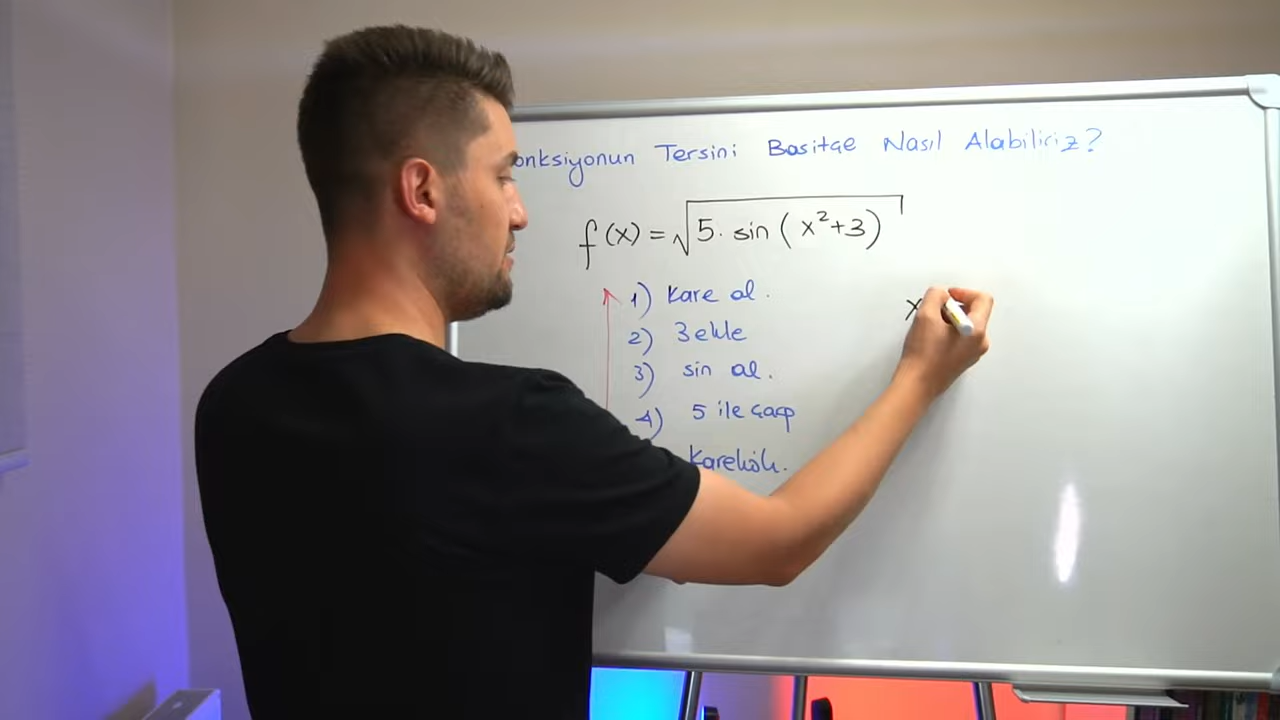 onksiyonun Tersini Basitçe Nasıl Alabiliriz?
f(x) = √5. sin (x²+3)
1) Kare al.
2) 3 ekle
3) sin al.
4) 5 ile çarp
Karekök.
x